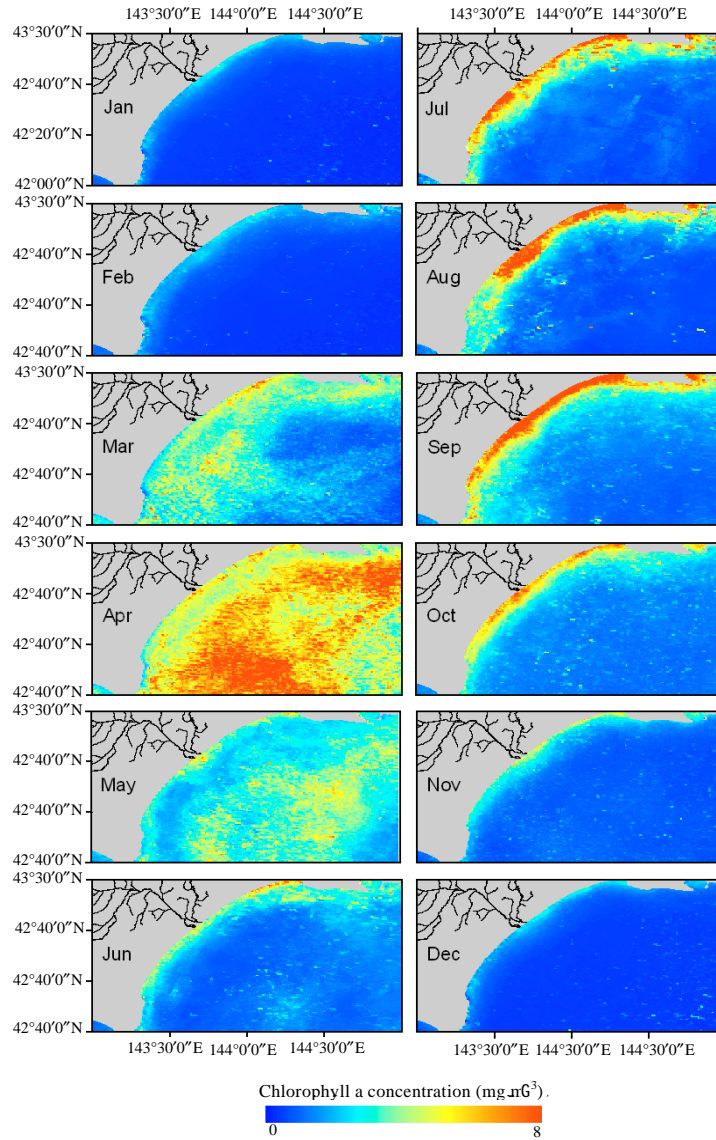 143°30′0″E 144°0′0″E 144°30′0″E 143°30′0″E 144°0′0″E 144°30′0″E
43°30′0″N
42°40′0″N
Jan Jul
42°20′0″N
42°00′0″N
43°30′0″N
42°40′0″N
Feb Aug
42°40′0″N
42°40′0″N
43°30′0″N
42°40′0″N
Mar Sep
42°40′0″N
42°40′0″N
43°30′0″N
42°40′0″N
Apr Oct
42°40′0″N
42°40′0″N
43°30′0″N
42°40′0″N
May Nov
42°40′0″N
42°40′0″N
43°30′0″N
42°40′0″N
Jun Dec
42°40′0″N
42°40′0″N
143°30′0″E 144°0′0″E 144°30′0″E 143°30′0″E 144°0′0″E 144°30′0″E
Chlorophyll a concentration (mg.mG³).
0 8